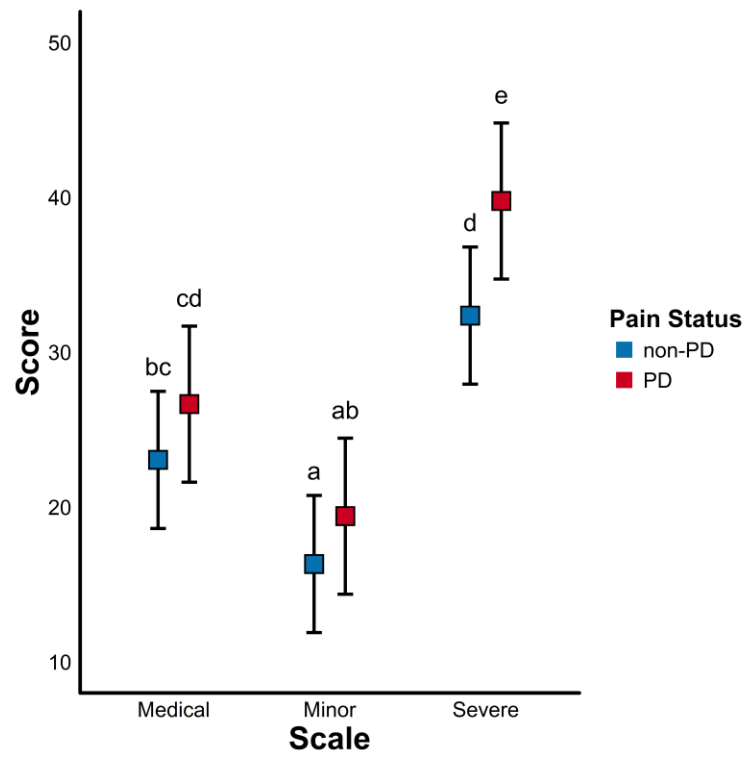 50
40
30
20
10
Score
bc
cd
a
ab
d
e
Medical
Minor
Severe
Scale
Pain Status
non-PD
PD